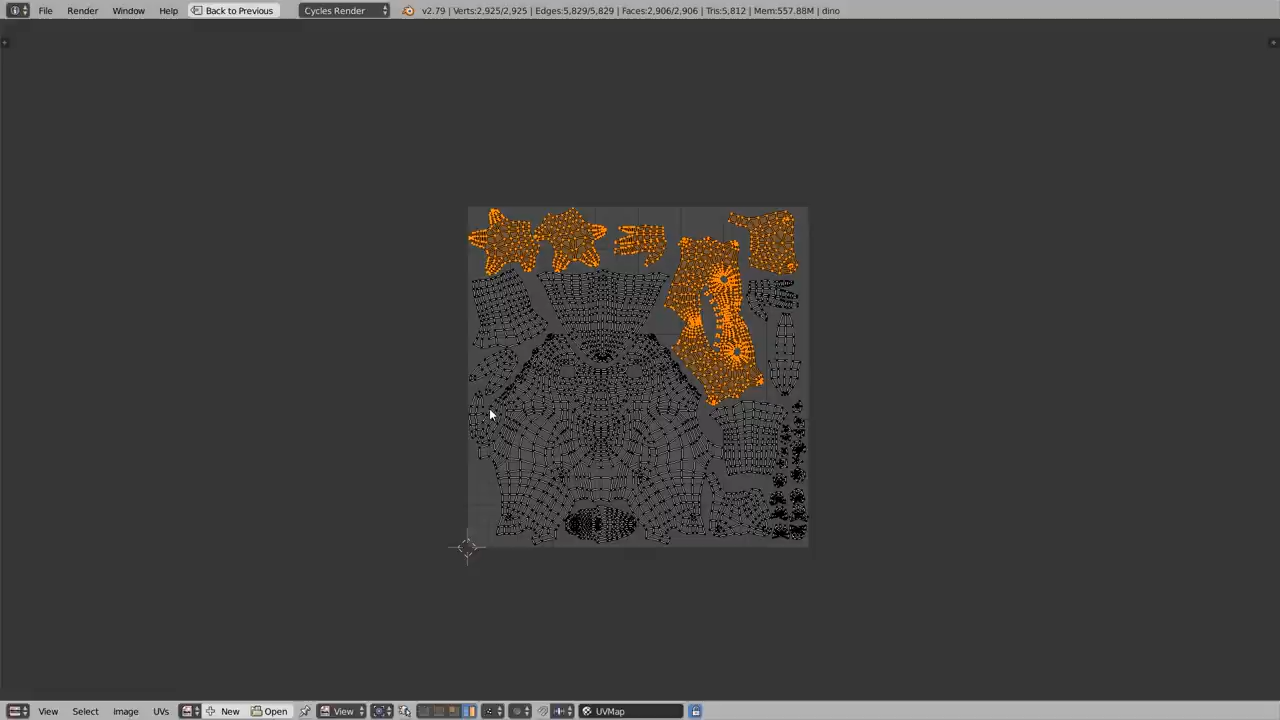 File Render Window Help Back to Previous Cycles Render v2.79 | Verts:2,925/2,925 | Edges:5,829/5,829 | Faces:2,906/2,906 | Tris:5,812 | Mem:557.88M | dino
View Select Image UVs New Open View UVMap